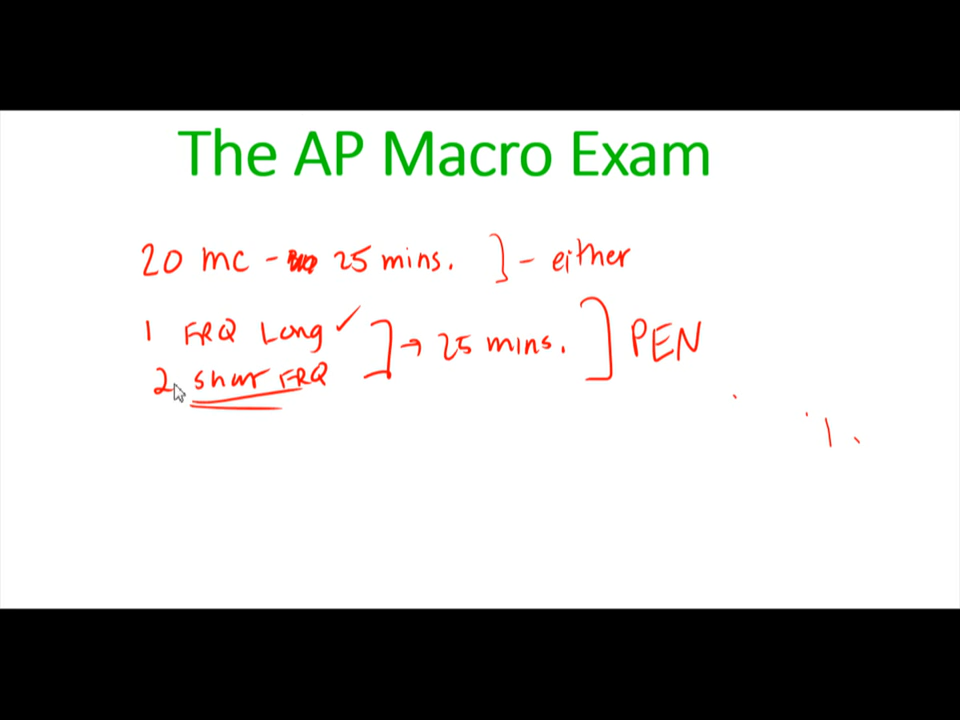 The AP Macro Exam
20 mc - 25 mins. ] - either
1 FRQ Long ✓
] → 25 mins. ] PEN
2 short FRQ